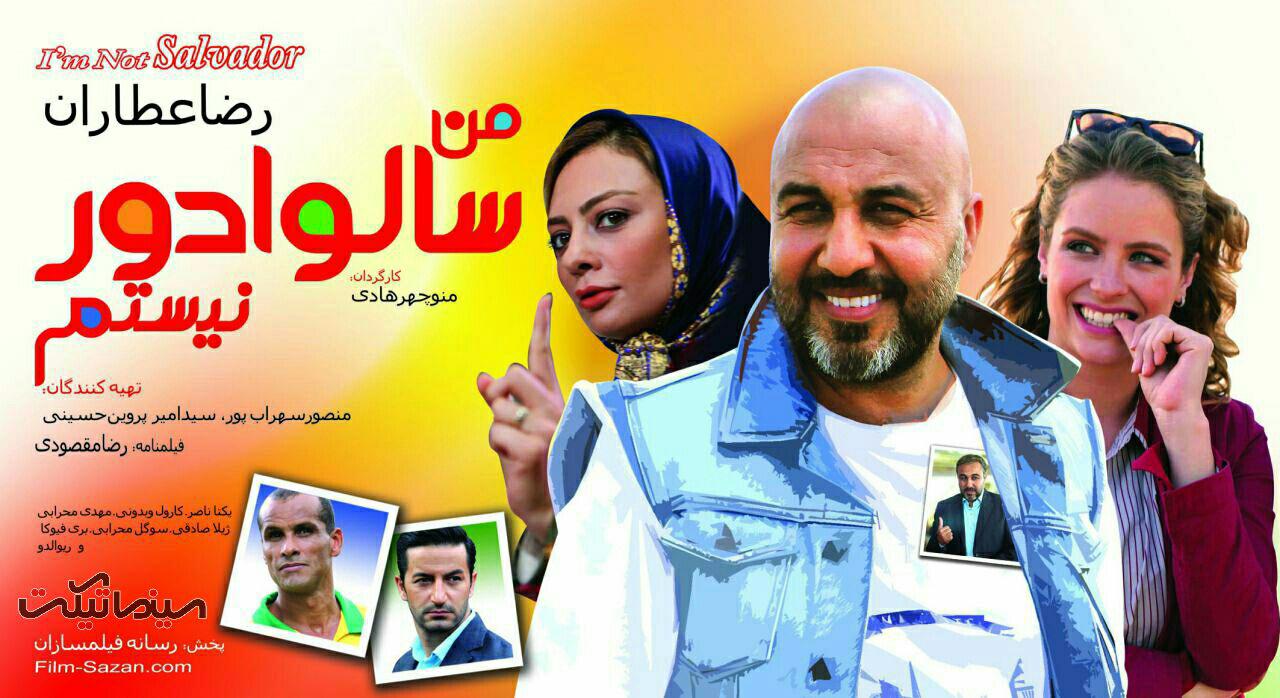 I'm Not Salvador
رضاعطاران
من
سالوادور
نیستم
کارگردان:
منوچهرهادی
تهیه کنندگان:
منصورسهراب پور، سیدامیر پروین‌حسینی
فیلمنامه: رضامقصودی
یکتا ناصر.کارول ویدوتی.مهدی محرابی
ژیلا صادقی.سوگل محرابی.بری فیوکا
و ریوالدو
سینماتیکت
پخش: رسانه فیلمسازان
Film-Sazan.com